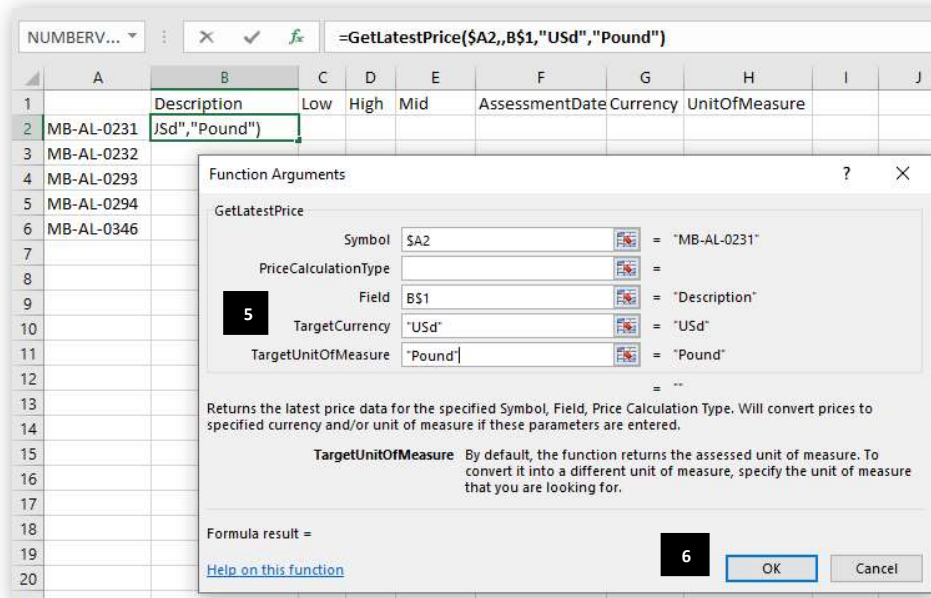 NUMBERV...
fx
=GetLatestPrice($A2,,B$1,"USd","Pound")
A B C D E F G H I J
1 Description Low High Mid AssessmentDate Currency UnitOfMeasure
2 MB-AL-0231 JSd","Pound")
3 MB-AL-0232
4 MB-AL-0293
5 MB-AL-0294
6 MB-AL-0346
7
8
9
10
11
12
13
14
15
16
17
18
19
20
Function Arguments ? X
GetLatestPrice
Symbol $A2 = "MB-AL-0231"
PriceCalculationType =
Field B$1 = "Description"
5
TargetCurrency "USd" = "USd"
TargetUnitOfMeasure "Pound" = "Pound"
= ""
Returns the latest price data for the specified Symbol, Field, Price Calculation Type. Will convert prices to
specified currency and/or unit of measure if these parameters are entered.
TargetUnitOfMeasure By default, the function returns the assessed unit of measure. To
convert it into a different unit of measure, specify the unit of measure
that you are looking for.
Formula result =
6
Help on this function OK Cancel